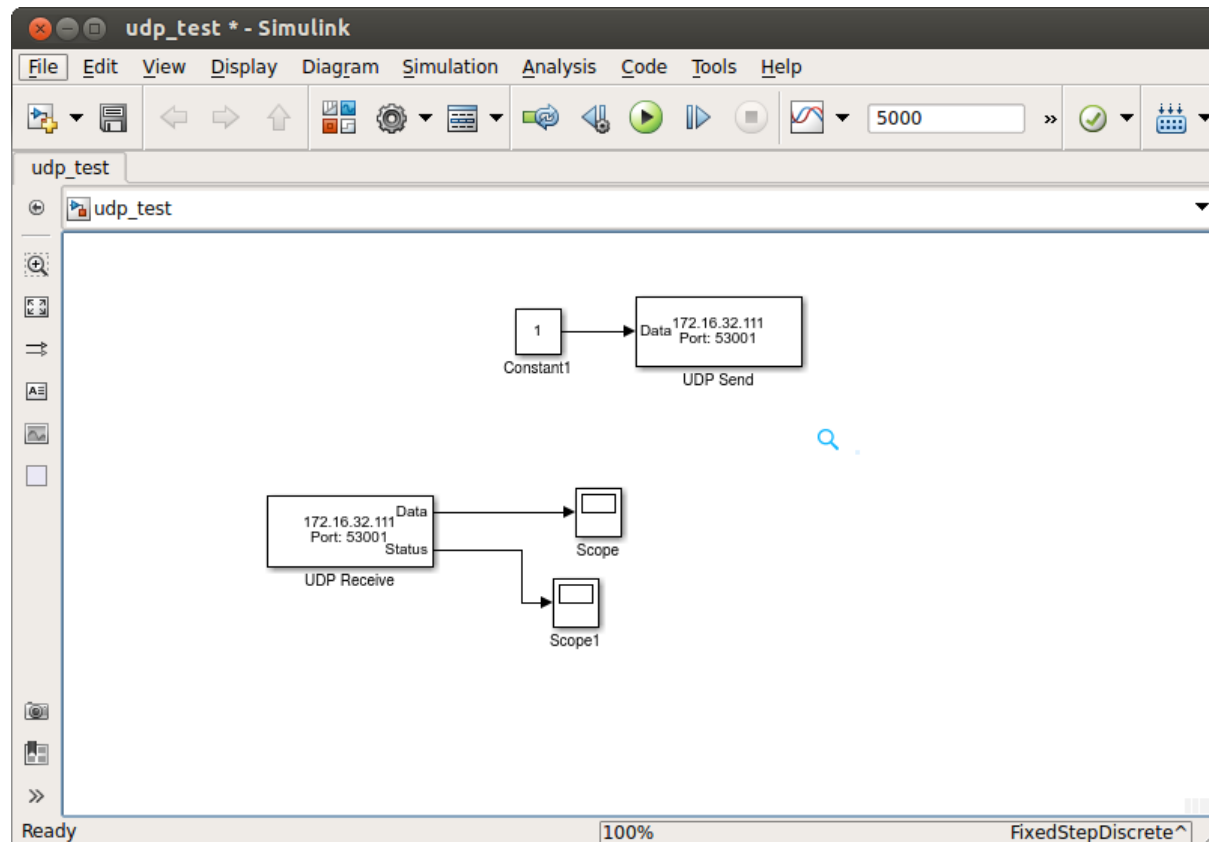 udp_test * - Simulink
File Edit View Display Diagram Simulation Analysis Code Tools Help
5000 »
udp_test
udp_test
1
Constant1
Data
172.16.32.111
Port: 53001
UDP Send
172.16.32.111
Port: 53001
Data
Status
UDP Receive
Scope
Scope1
Ready 100% FixedStepDiscrete^